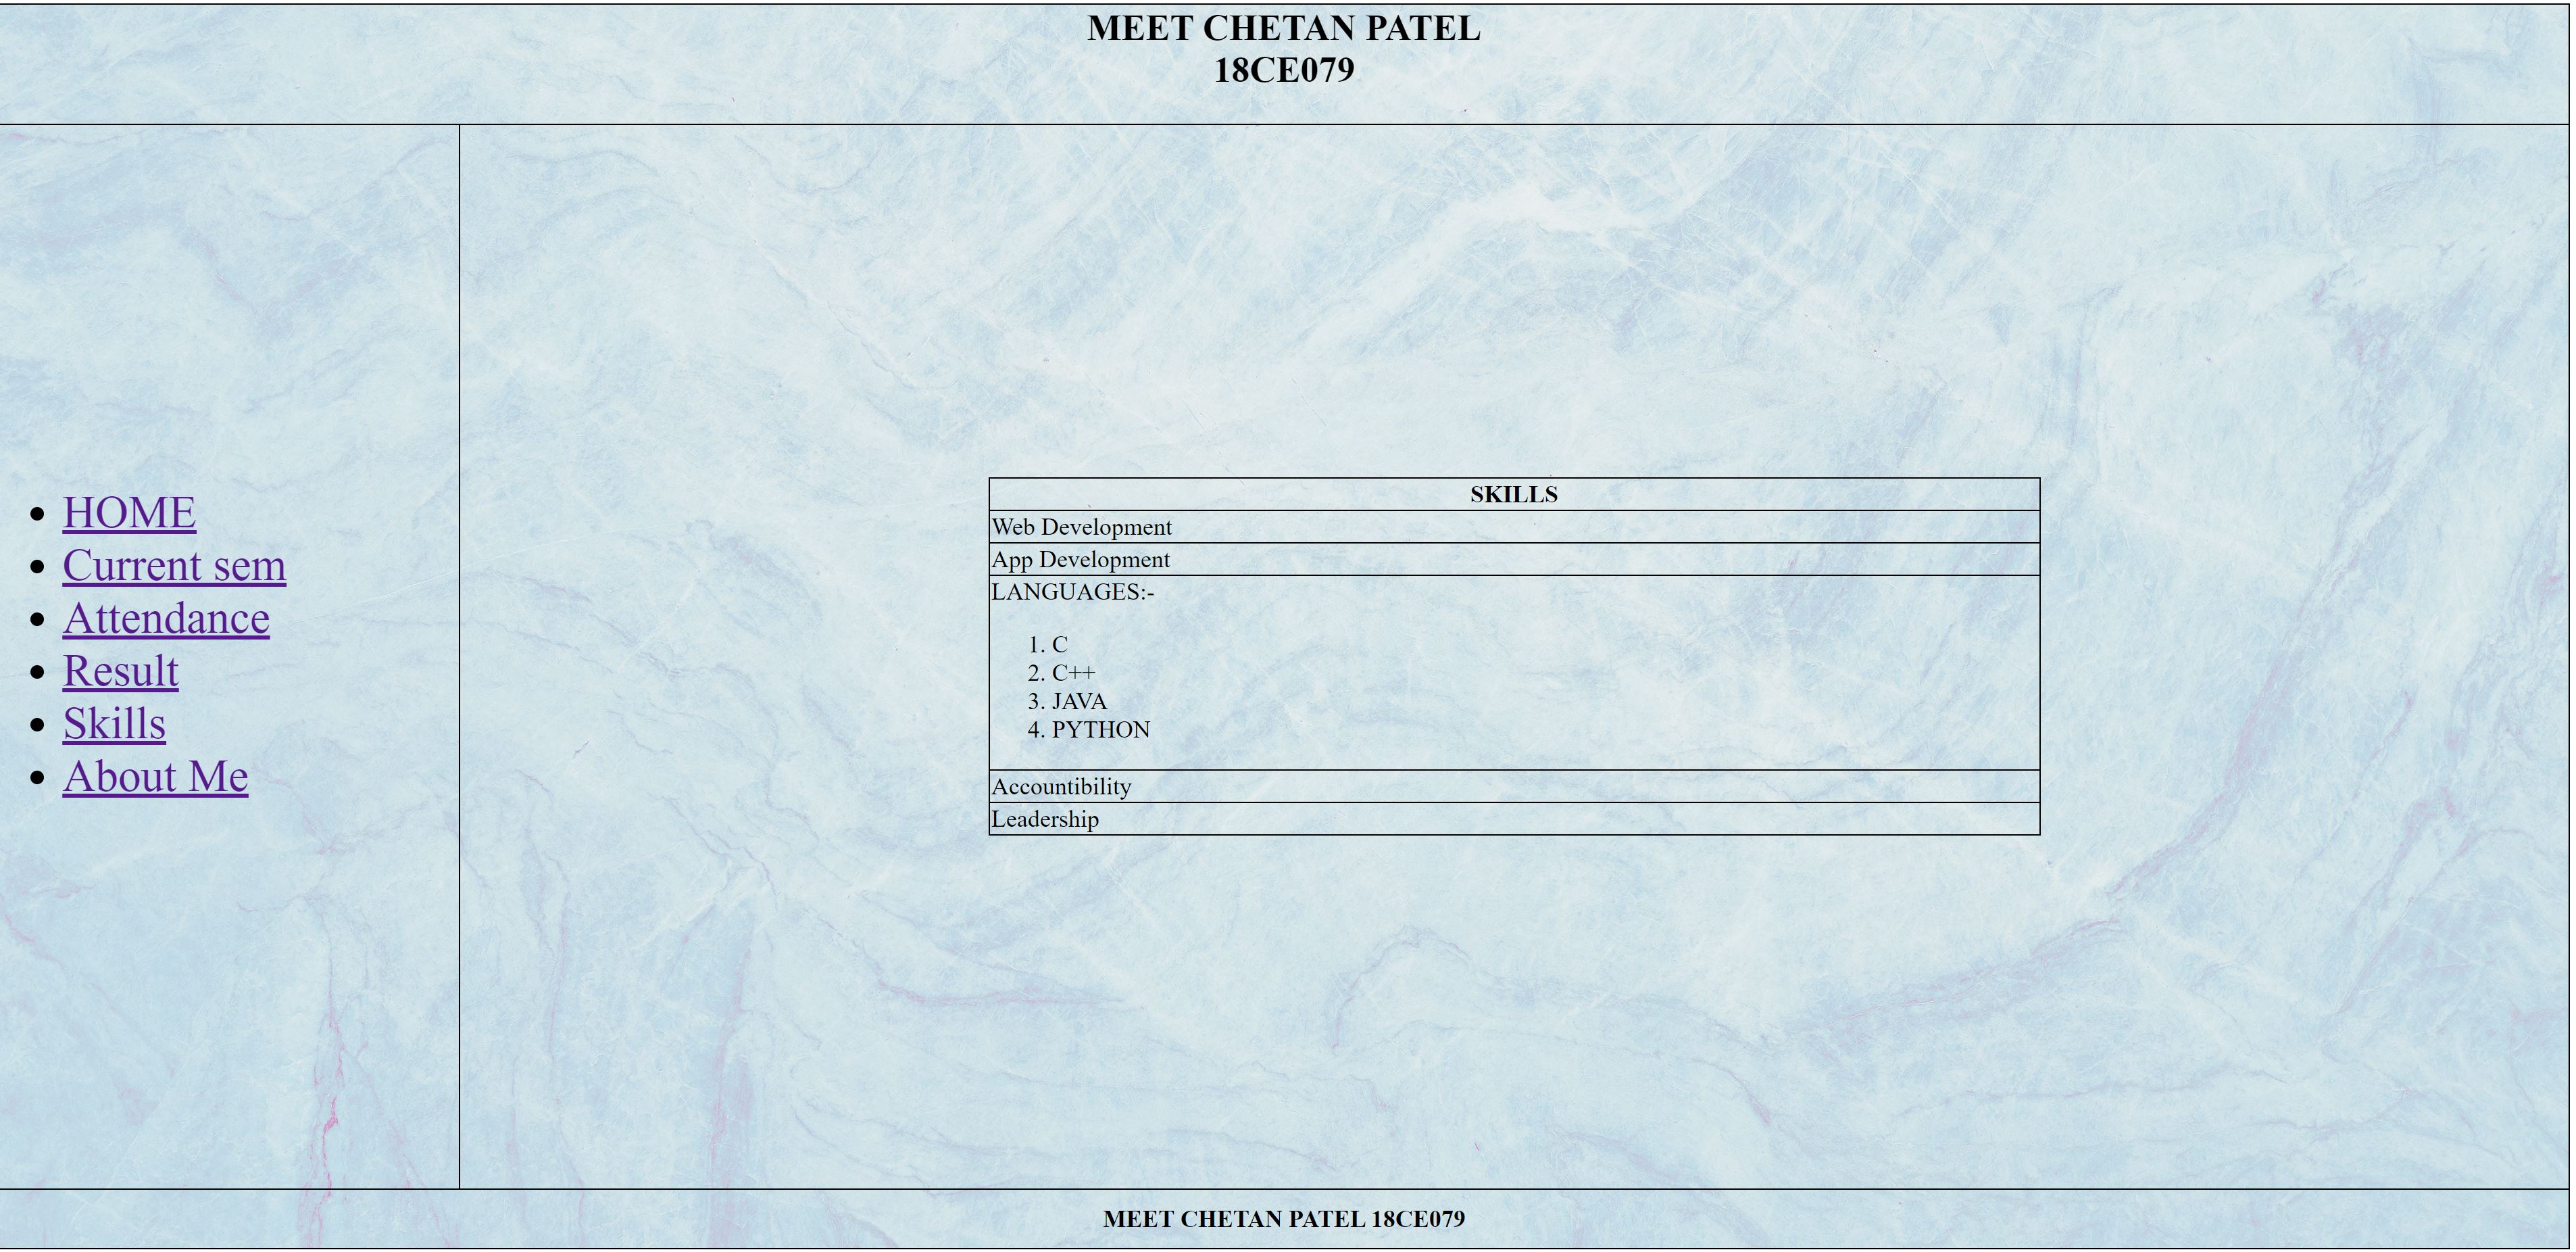 MEET CHETAN PATEL
18CE079
HOME
Current sem
Attendance
Result
Skills
About Me
SKILLS
Web Development
App Development
LANGUAGES:-
1. C
2. C++
3. JAVA
4. PYTHON
Accountibility
Leadership
MEET CHETAN PATEL 18CE079